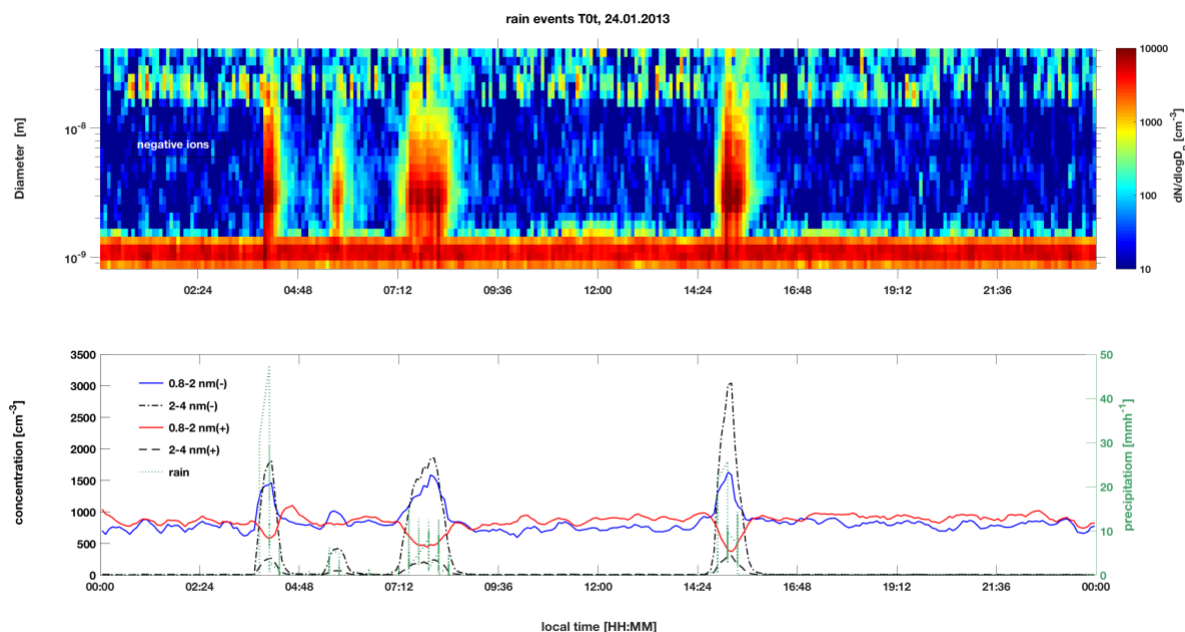 rain events T0t, 24.01.2013
Diameter [m]
10-8
10-9
negative ions
02:24 04:48 07:12 09:36 12:00 14:24 16:48 19:12 21:36
10000
1000
100
10
dN/dlogDp [cm-3]
concentration [cm-3]
3500
3000
2500
2000
1500
1000
500
0
0.8-2 nm(-)
2-4 nm(-)
0.8-2 nm(+)
2-4 nm(+)
rain
50
40
30
20
10
0
precipitatiom [mmh-1]
00:00 02:24 04:48 07:12 09:36 12:00 14:24 16:48 19:12 21:36 00:00
local time [HH:MM]